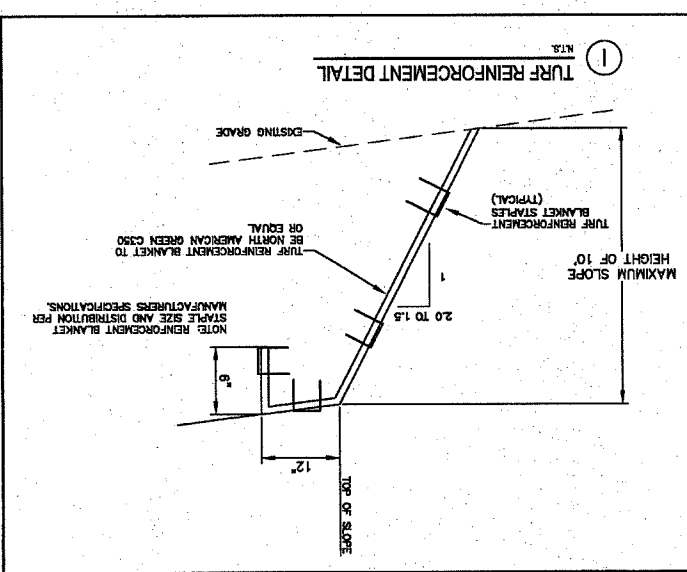 TOP OF SLOPE
12"
6"
NOTE: REINFORCEMENT BLANKET
STAPLE SIZE AND DISTRIBUTION PER
MANUFACTURERS SPECIFICATIONS.
2.0 TO 1.5
1
MAXIMUM SLOPE
HEIGHT OF 10'
TURF REINFORCEMENT BLANKET TO
BE NORTH AMERICAN GREEN C350
OR EQUAL
TURF REINFORCEMENT
BLANKET STAPLES
(TYPICAL)
EXISTING GRADE
1
TURF REINFORCEMENT DETAIL
N.T.S.